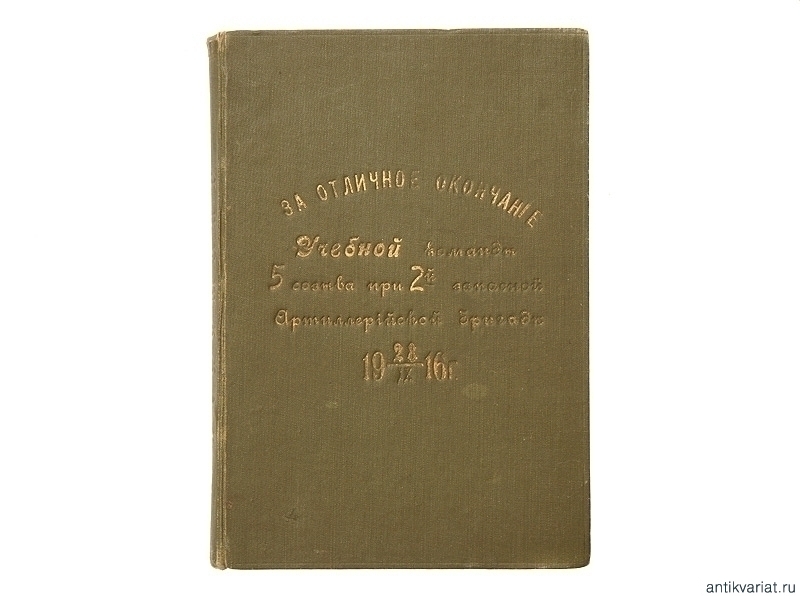 ЗА ОТЛИЧНОЕ ОКОНЧАНІЕ
Учебной команды
5 созыва при 2й запасной
Артиллерійской бригадѣ
19 28/IX 16г.
antikvariat.ru